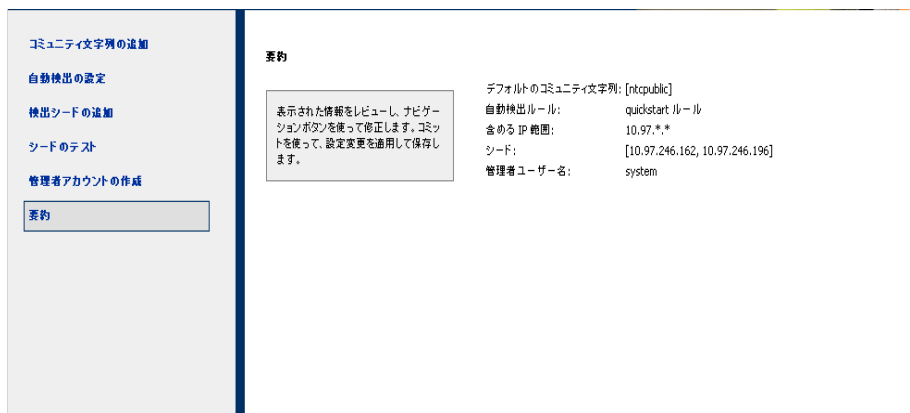 コミュニティ文字列の追加
自動検出の設定
検出シードの追加
シードのテスト
管理者アカウントの作成
要約
要約
表示された情報をレビューし、ナビゲー
ションボタンを使って修正します。コミッ
トを使って、設定変更を適用して保存し
ます。
デフォルトのコミュニティ文字列: [ntcpublic]
自動検出ルール: quickstart ルール
含める IP 範囲: 10.97.*.*
シード: [10.97.246.162, 10.97.246.196]
管理者ユーザー名: system